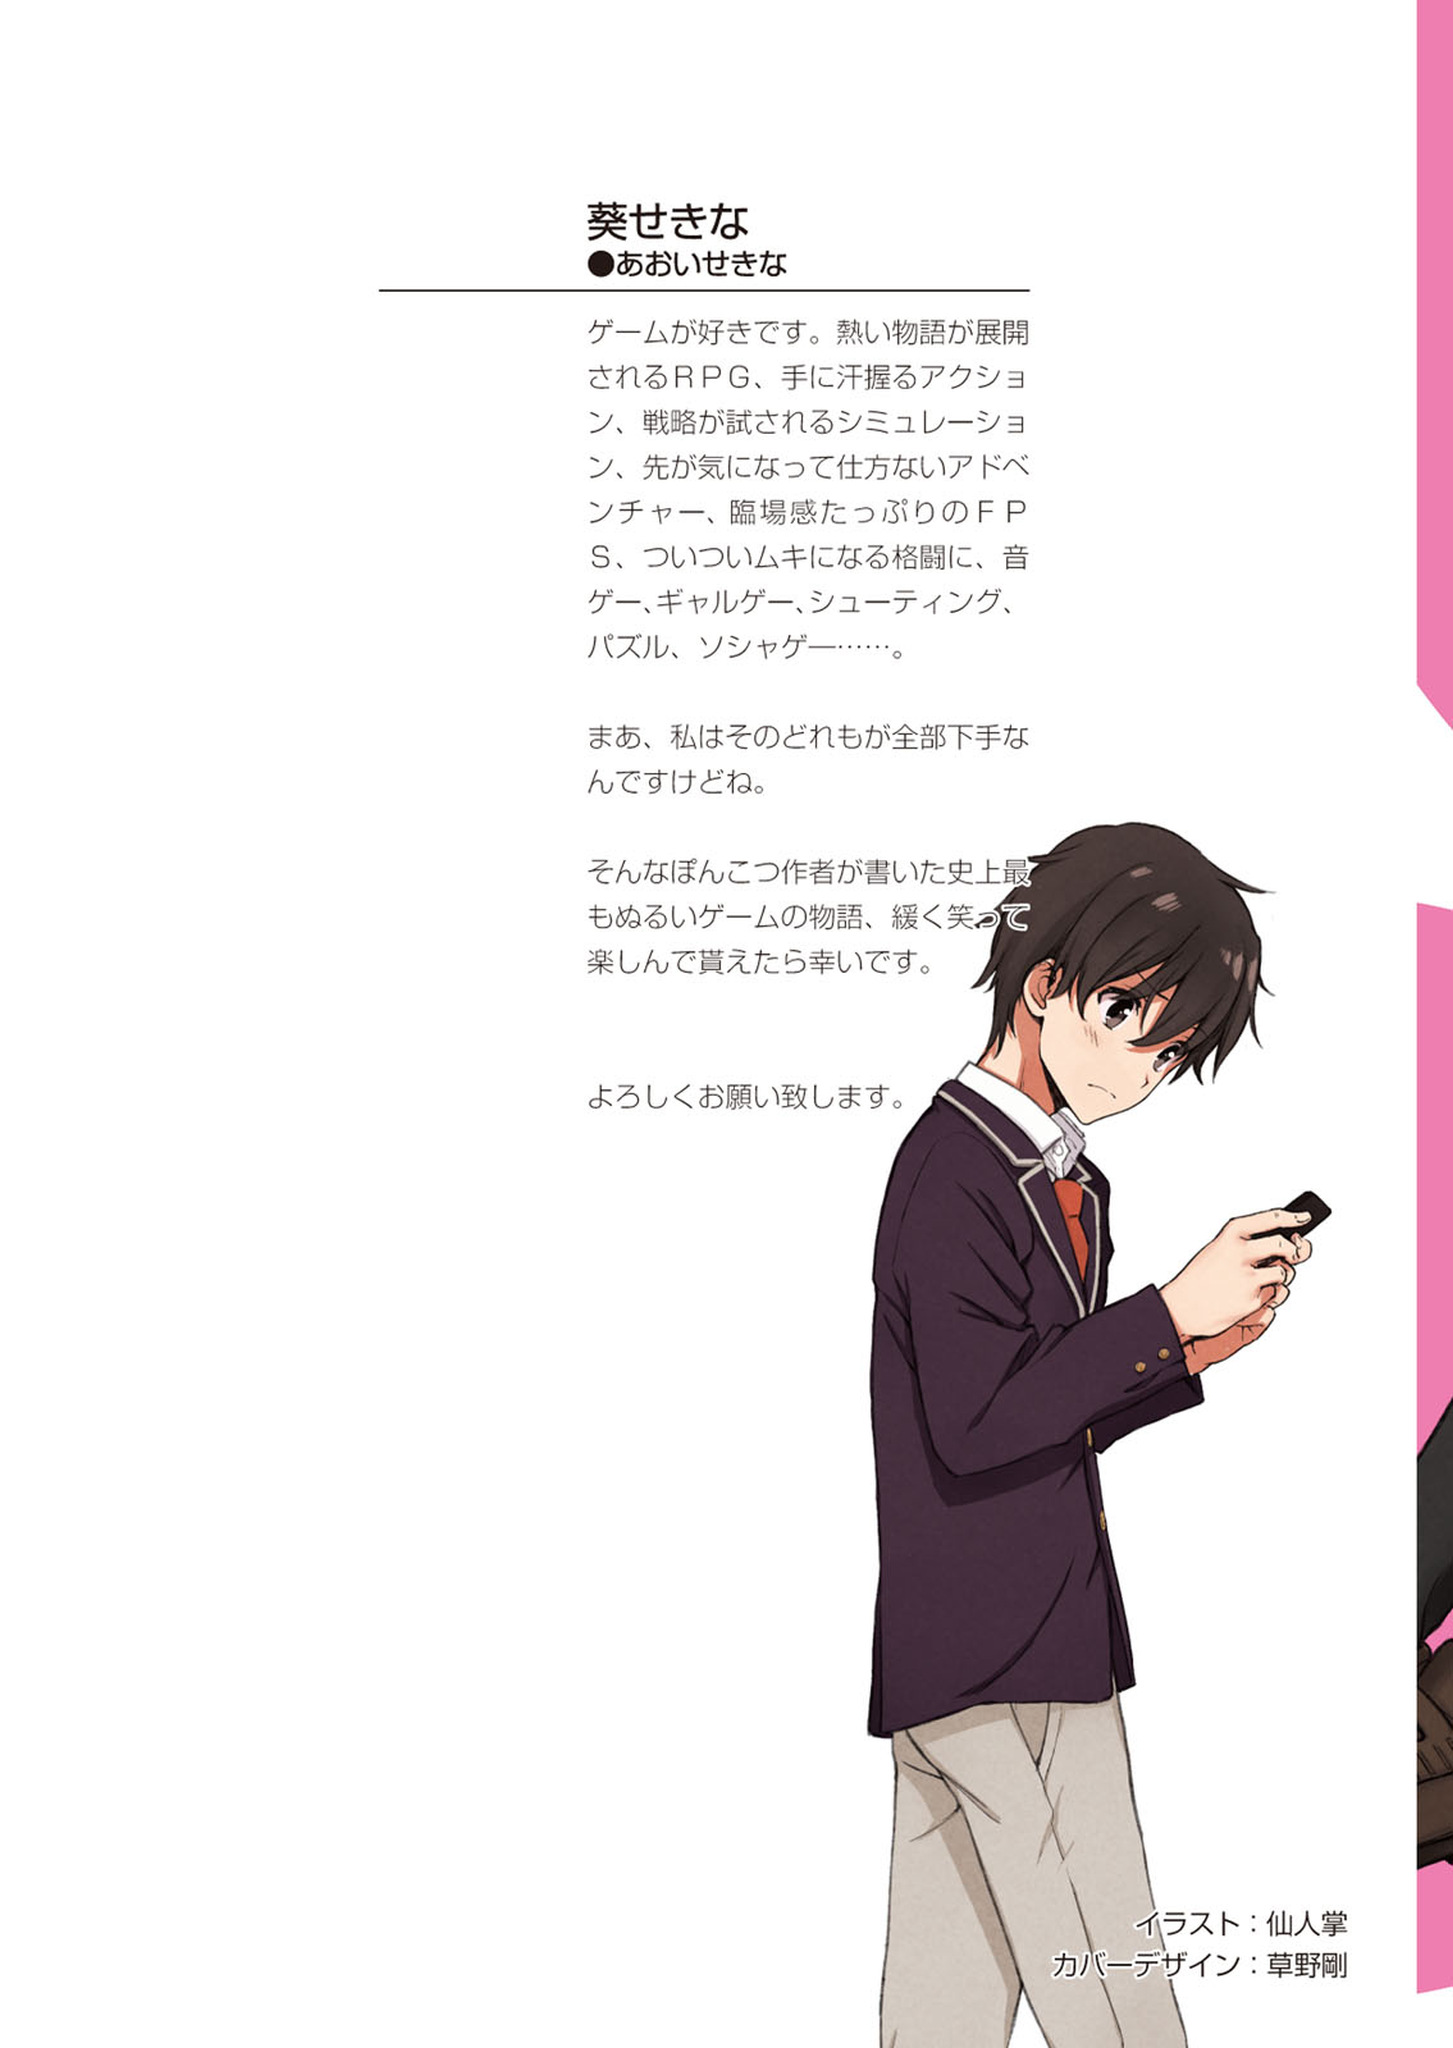 葵せきな
●あおいせきな
ゲームが好きです。熱い物語が展開
されるＲＰＧ、手に汗握るアクショ
ン、戦略が試されるシミュレーショ
ン、先が気になって仕方ないアドベ
ンチャー、臨場感たっぷりのＦＰ
Ｓ、ついついムキになる格闘に、音
ゲー、ギャルゲー、シューティング、
パズル、ソシャゲ―……。
まあ、私はそのどれもが全部下手な
んですけどね。
そんなぽんこつ作者が書いた史上最
もぬるいゲームの物語、緩く笑って
楽しんで貰えたら幸いです。
よろしくお願い致します。
イラスト：仙人掌
カバーデザイン：草野剛